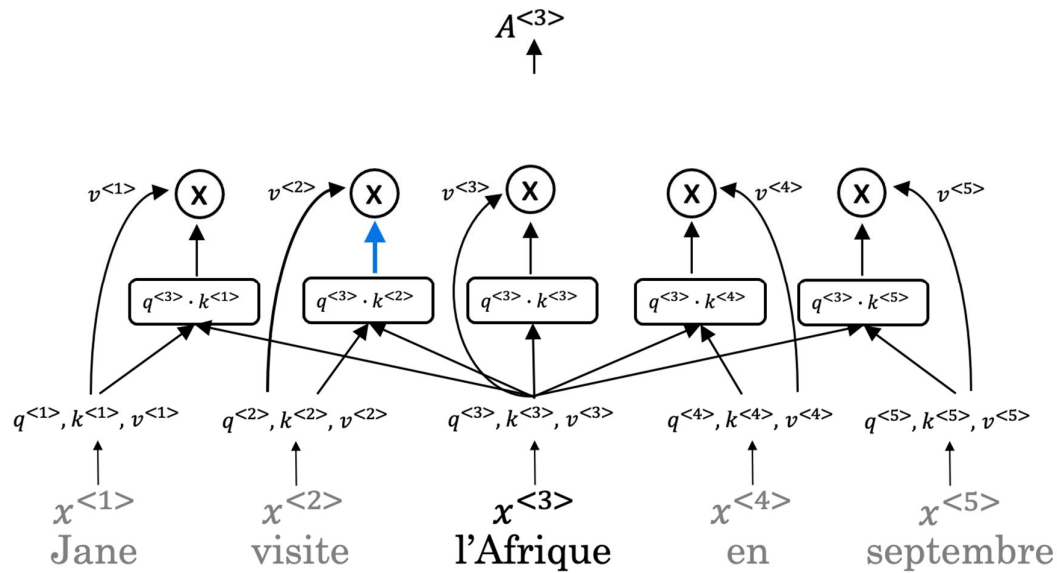 A<3>
v<1> X v<2> X v<3> X X v<4> X v<5>
q<3> · k<1> q<3> · k<2> q<3> · k<3> q<3> · k<4> q<3> · k<5>
q<1>, k<1>, v<1> q<2>, k<2>, v<2> q<3>, k<3>, v<3> q<4>, k<4>, v<4> q<5>, k<5>, v<5>
x<1> x<2> x<3> x<4> x<5>
Jane visite l’Afrique en septembre